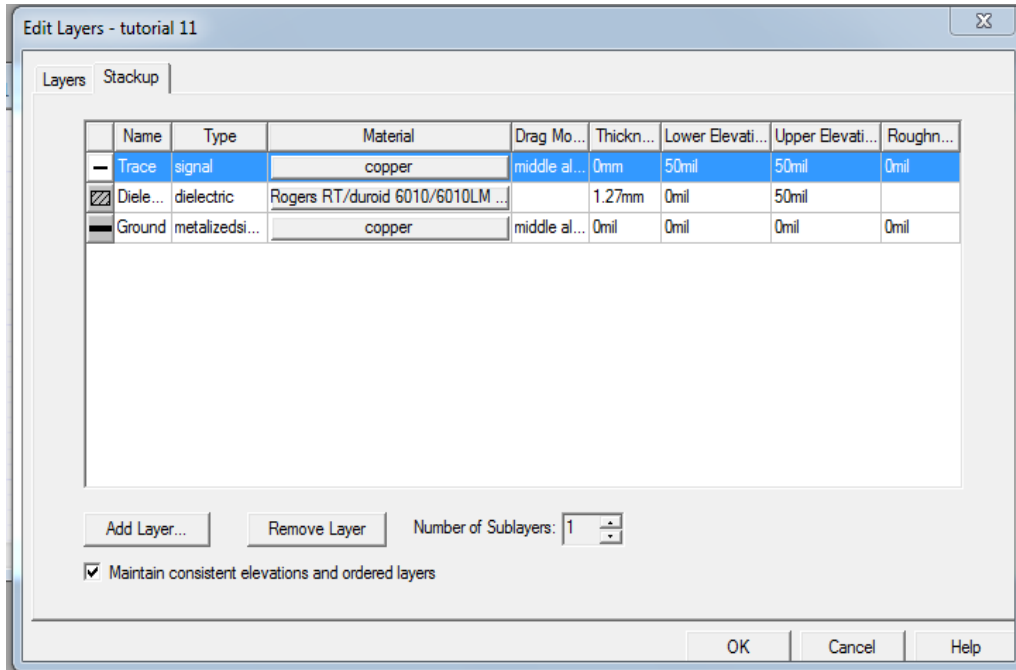 Edit Layers - tutorial 11
Layers Stackup
Name Type Material Drag Mo... Thickn... Lower Elevati... Upper Elevati... Roughn...
Trace signal copper middle al... 0mm 50mil 50mil 0mil
Diele... dielectric Rogers RT/duroid 6010/6010LM ... 1.27mm 0mil 50mil
Ground metalizedsi... copper middle al... 0mil 0mil 0mil 0mil
Add Layer... Remove Layer Number of Sublayers: 1
Maintain consistent elevations and ordered layers
OK Cancel Help